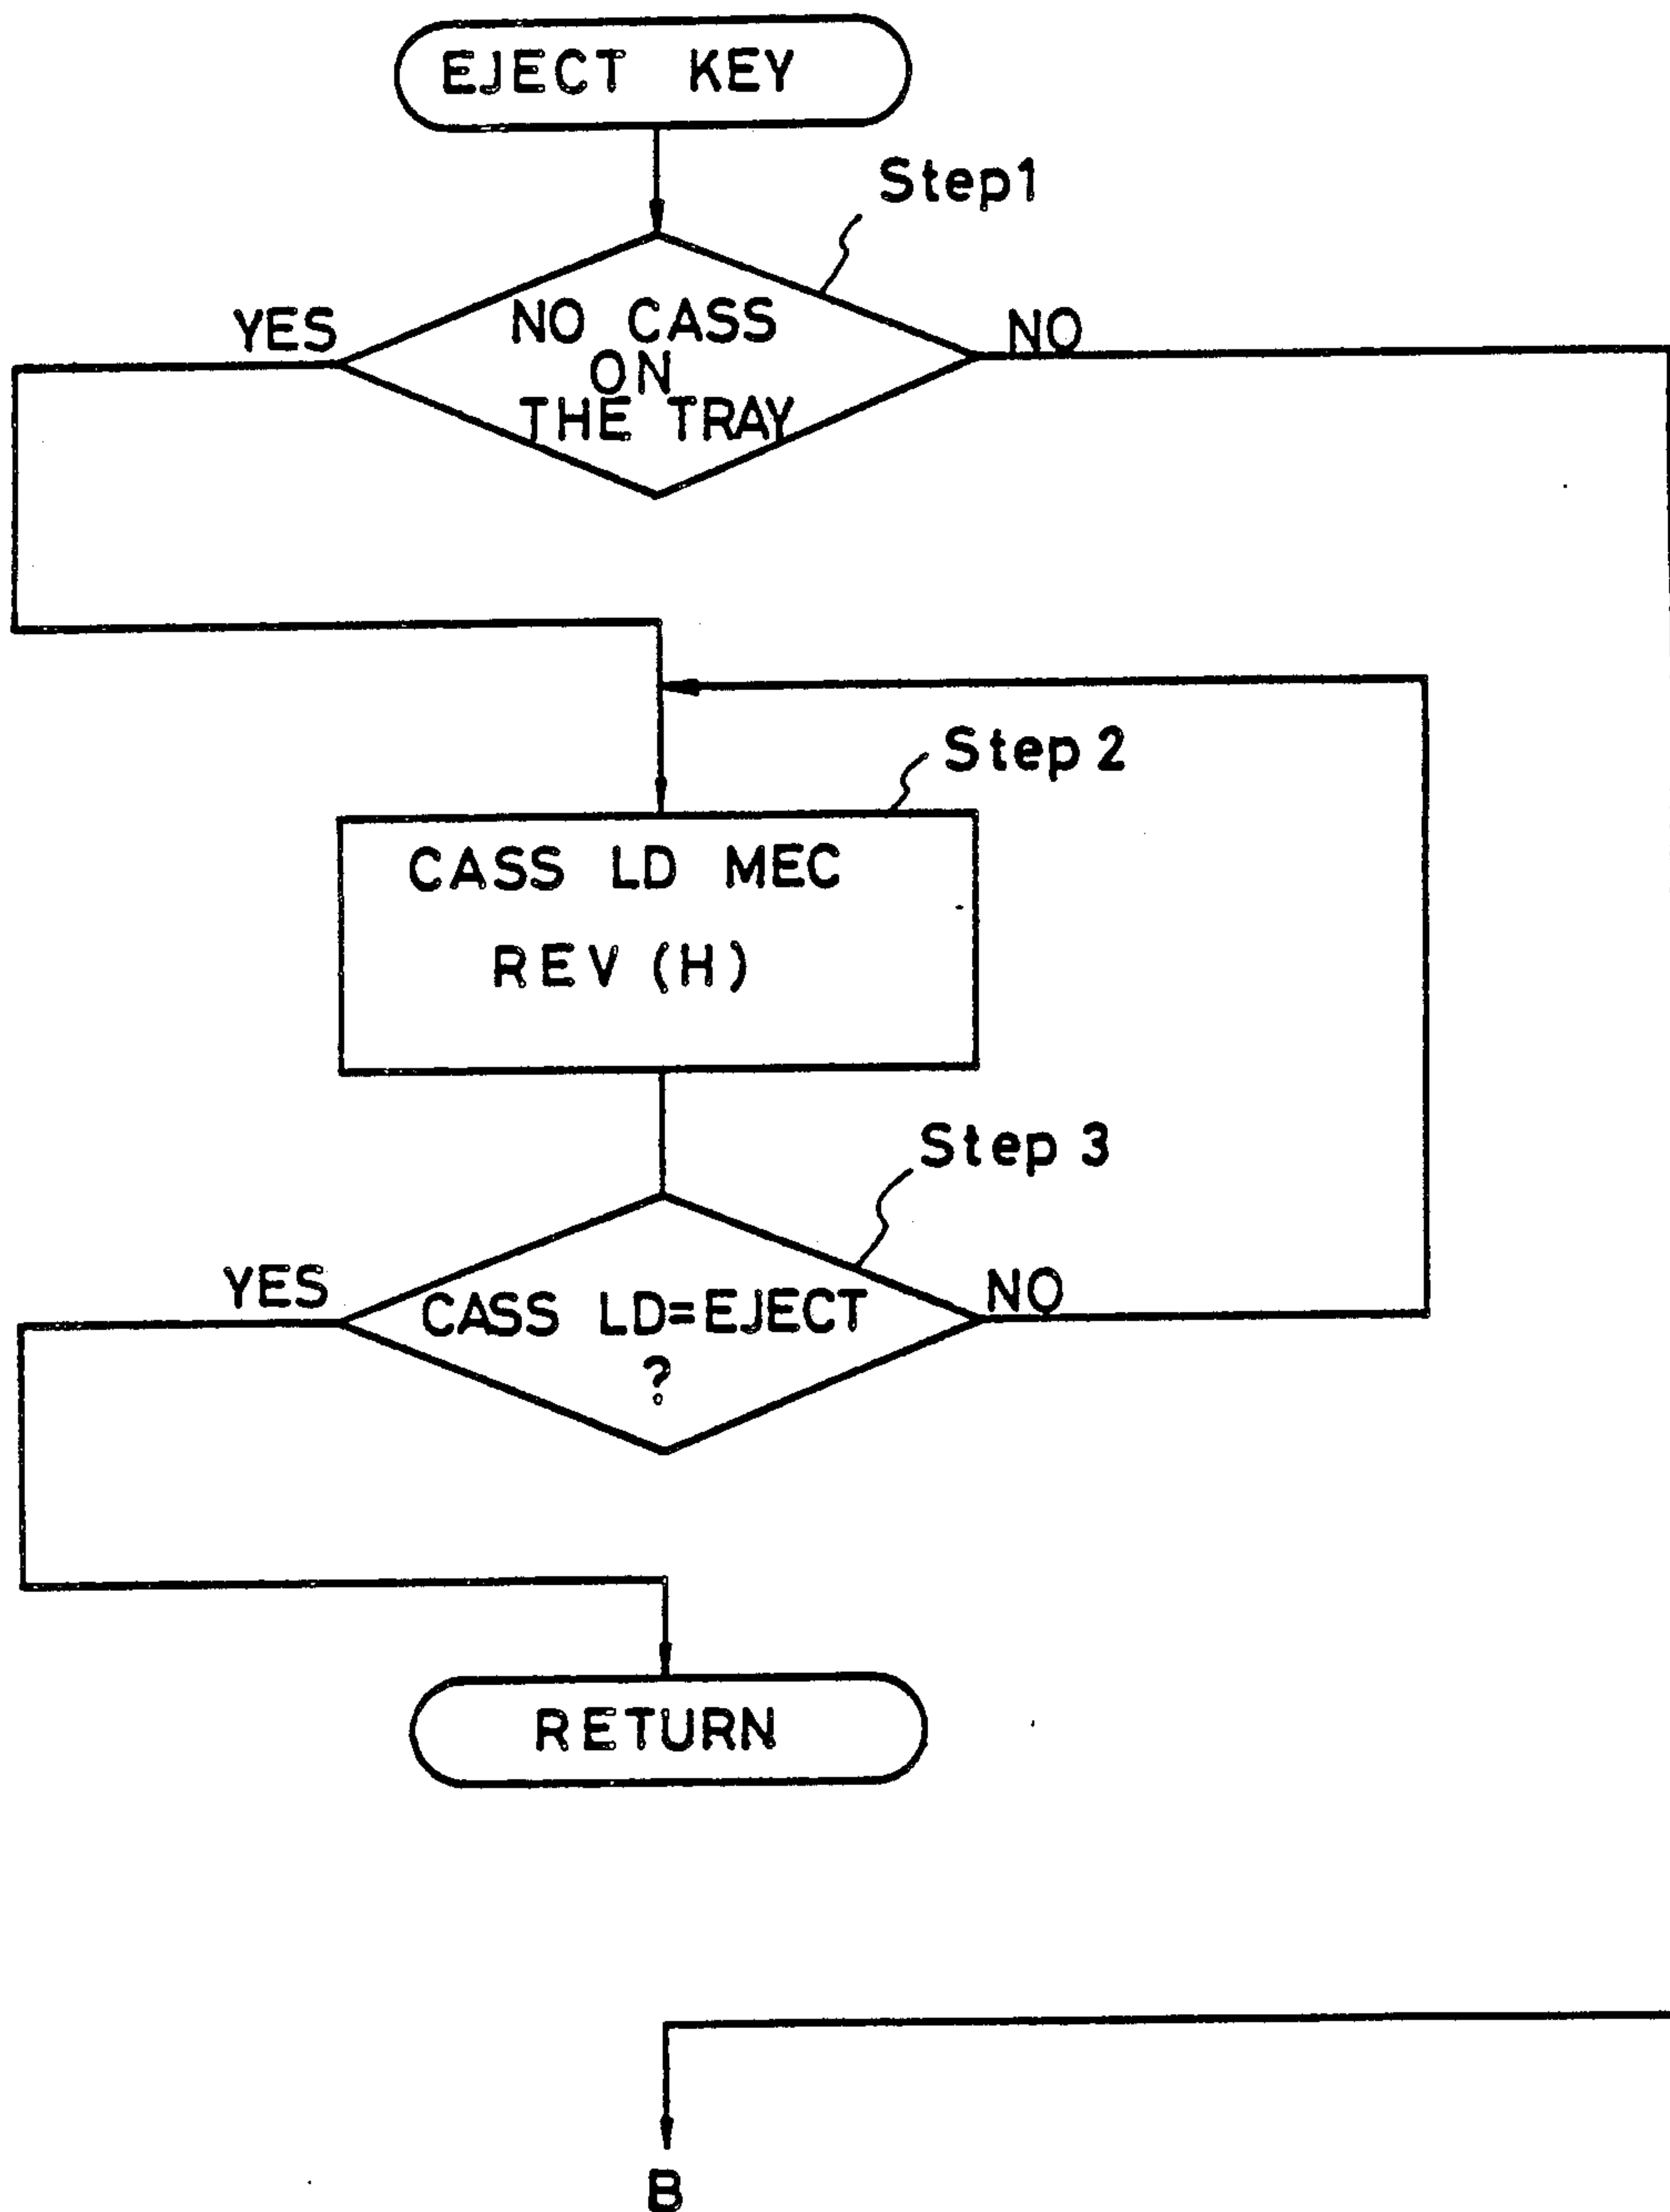 EJECT KEY
Step1
YES
NO CASS
ON
THE TRAY
NO
Step 2
CASS LD MEC
REV (H)
Step 3
YES
CASS LD=EJECT
?
NO
RETURN
B